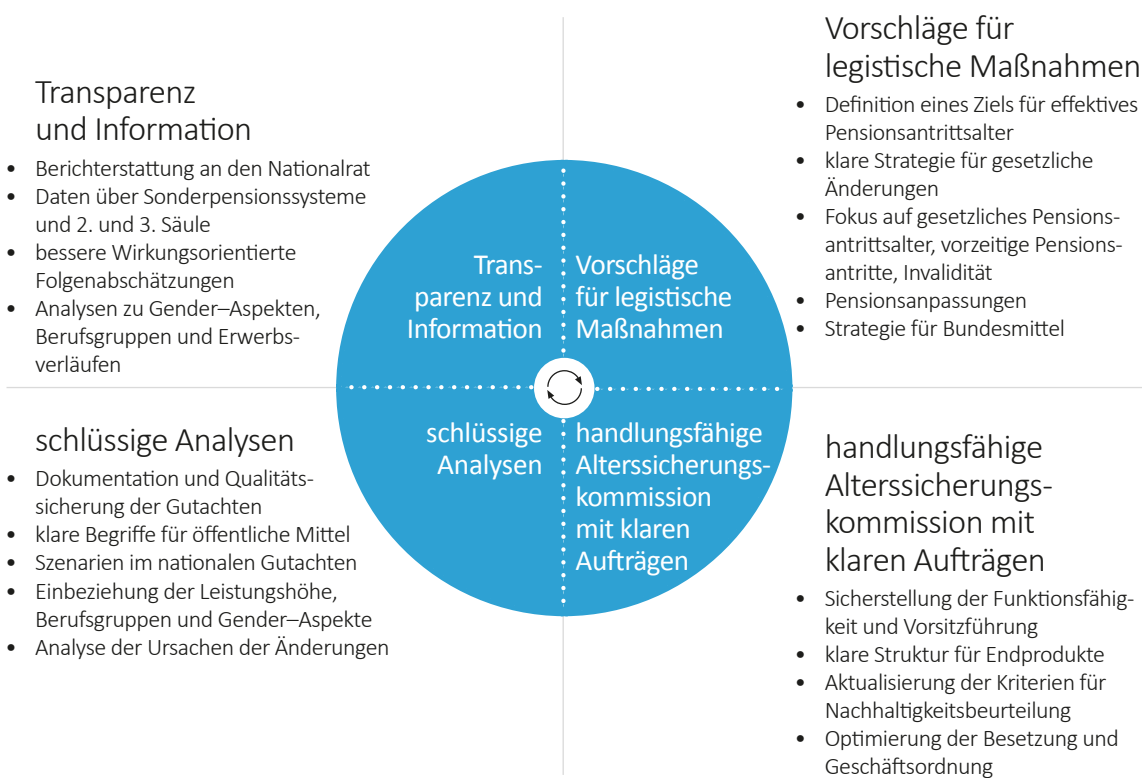 Transparenz
und Information
• Berichterstattung an den Nationalrat
• Daten über Sonderpensionssysteme
und 2. und 3. Säule
• bessere Wirkungsorientierte
Folgenabschätzungen
• Analysen zu Gender–Aspekten,
Berufsgruppen und Erwerbs-
verläufen
Vorschläge für
legistische Maßnahmen
• Definition eines Ziels für effektives
Pensionsantrittsalter
• klare Strategie für gesetzliche
Änderungen
• Fokus auf gesetzliches Pensions-
antrittsalter, vorzeitige Pensions-
antritte, Invalidität
• Pensionsanpassungen
• Strategie für Bundesmittel
Trans-
parenz und
Information
Vorschläge
für legistische
Maßnahmen
schlüssige
Analysen
handlungsfähige
Alterssicherungs-
kommission
mit klaren
Aufträgen
schlüssige Analysen
• Dokumentation und Qualitäts-
sicherung der Gutachten
• klare Begriffe für öffentliche Mittel
• Szenarien im nationalen Gutachten
• Einbeziehung der Leistungshöhe,
Berufsgruppen und Gender–Aspekte
• Analyse der Ursachen der Änderungen
handlungsfähige
Alterssicherungs-
kommission mit
klaren Aufträgen
• Sicherstellung der Funktionsfähig-
keit und Vorsitzführung
• klare Struktur für Endprodukte
• Aktualisierung der Kriterien für
Nachhaltigkeitsbeurteilung
• Optimierung der Besetzung und
Geschäftsordnung